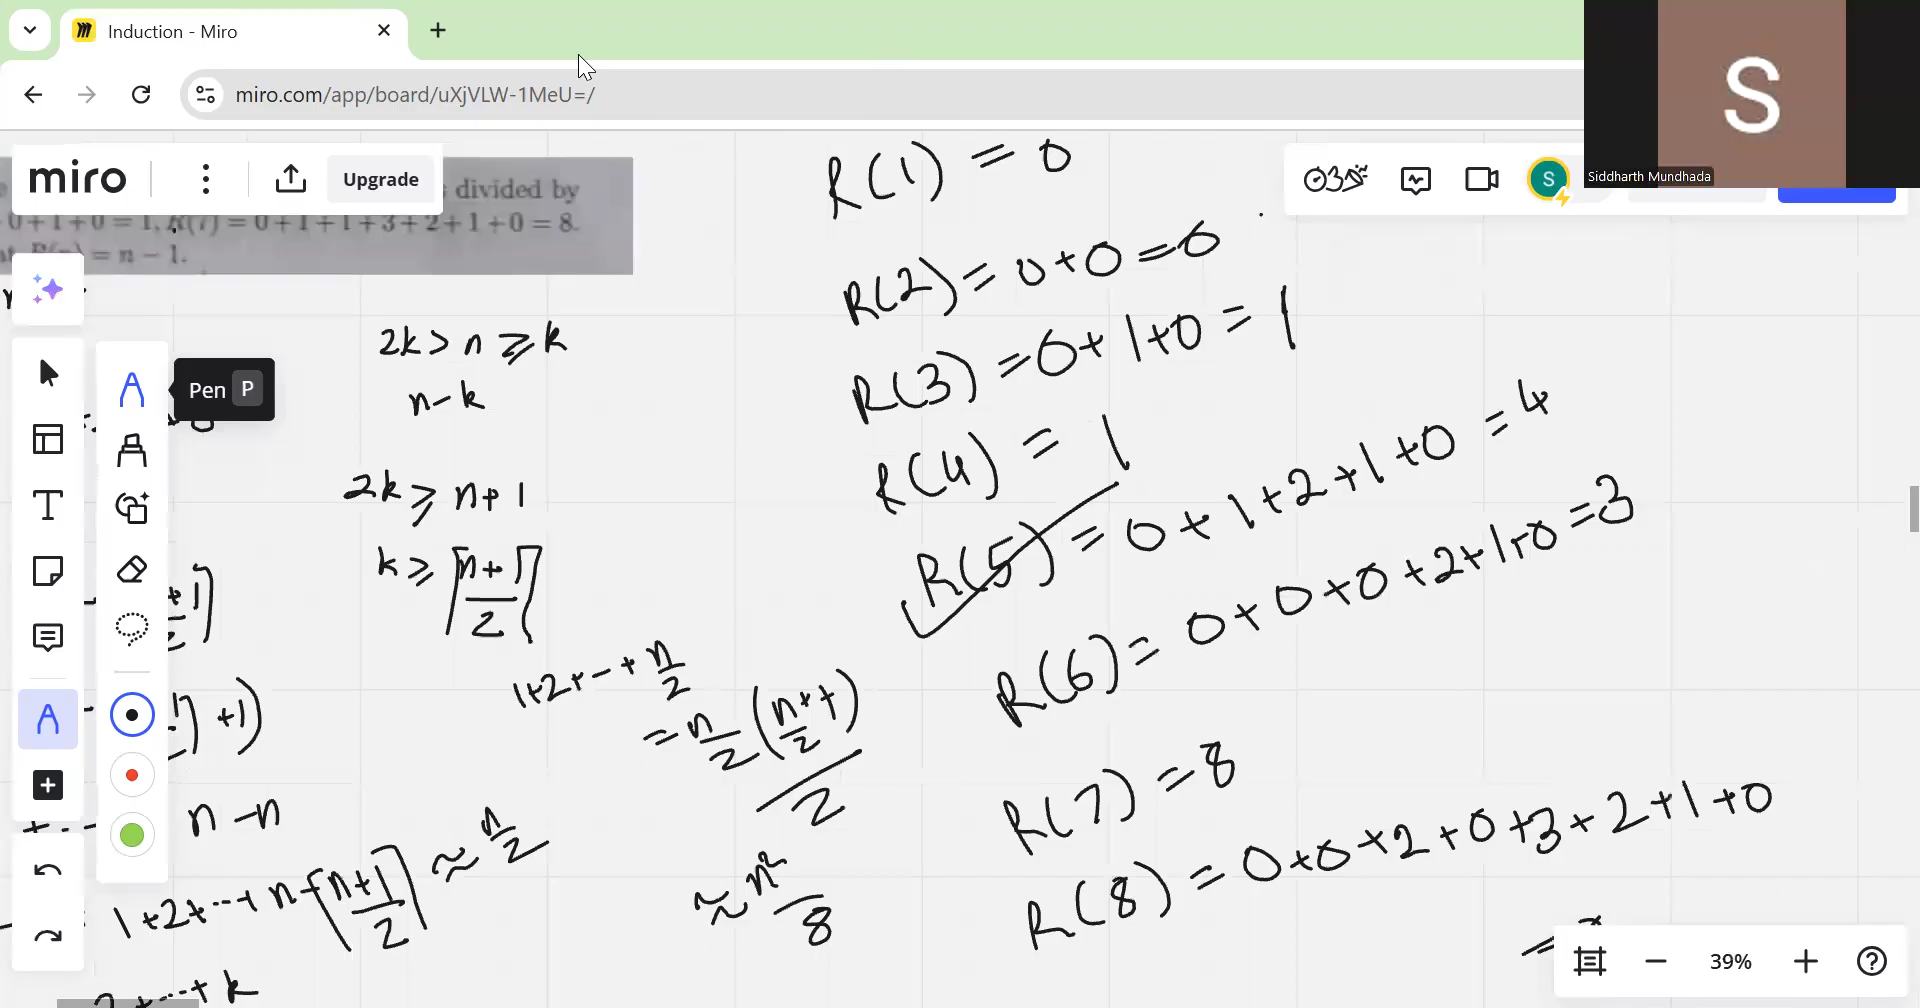 Induction - Miro
miro.com/app/board/uXjVLW-1MeU=/
miro
Upgrade
divided by
0+1+0 = 1, R(7) = 0+1+1+3+2+1+0 = 8.
= n − 1.
Siddharth Mundhada
S
S
Pen P
R(1) = 0
R(2) = 0+0 = 0
R(3) = 0+1+0 = 1
R(4) = 1
R(5) = 0+1+2+1+0 = 4
R(6) = 0+0+0+2+1+0 = 3
R(7) = 8
R(8) = 0+0+2+0+3+2+1+0
2k > n ≥ k
n-k
2k ≥ n+1
k ≥ ⌈n+1/2⌉
1+2+...+ n/2
= n/2 (n/2+1) / 2
≈ n²/8
+1)
n-n
1+2+...+ n-⌈n+1/2⌉ ≈ n/2
+...+ k
39%